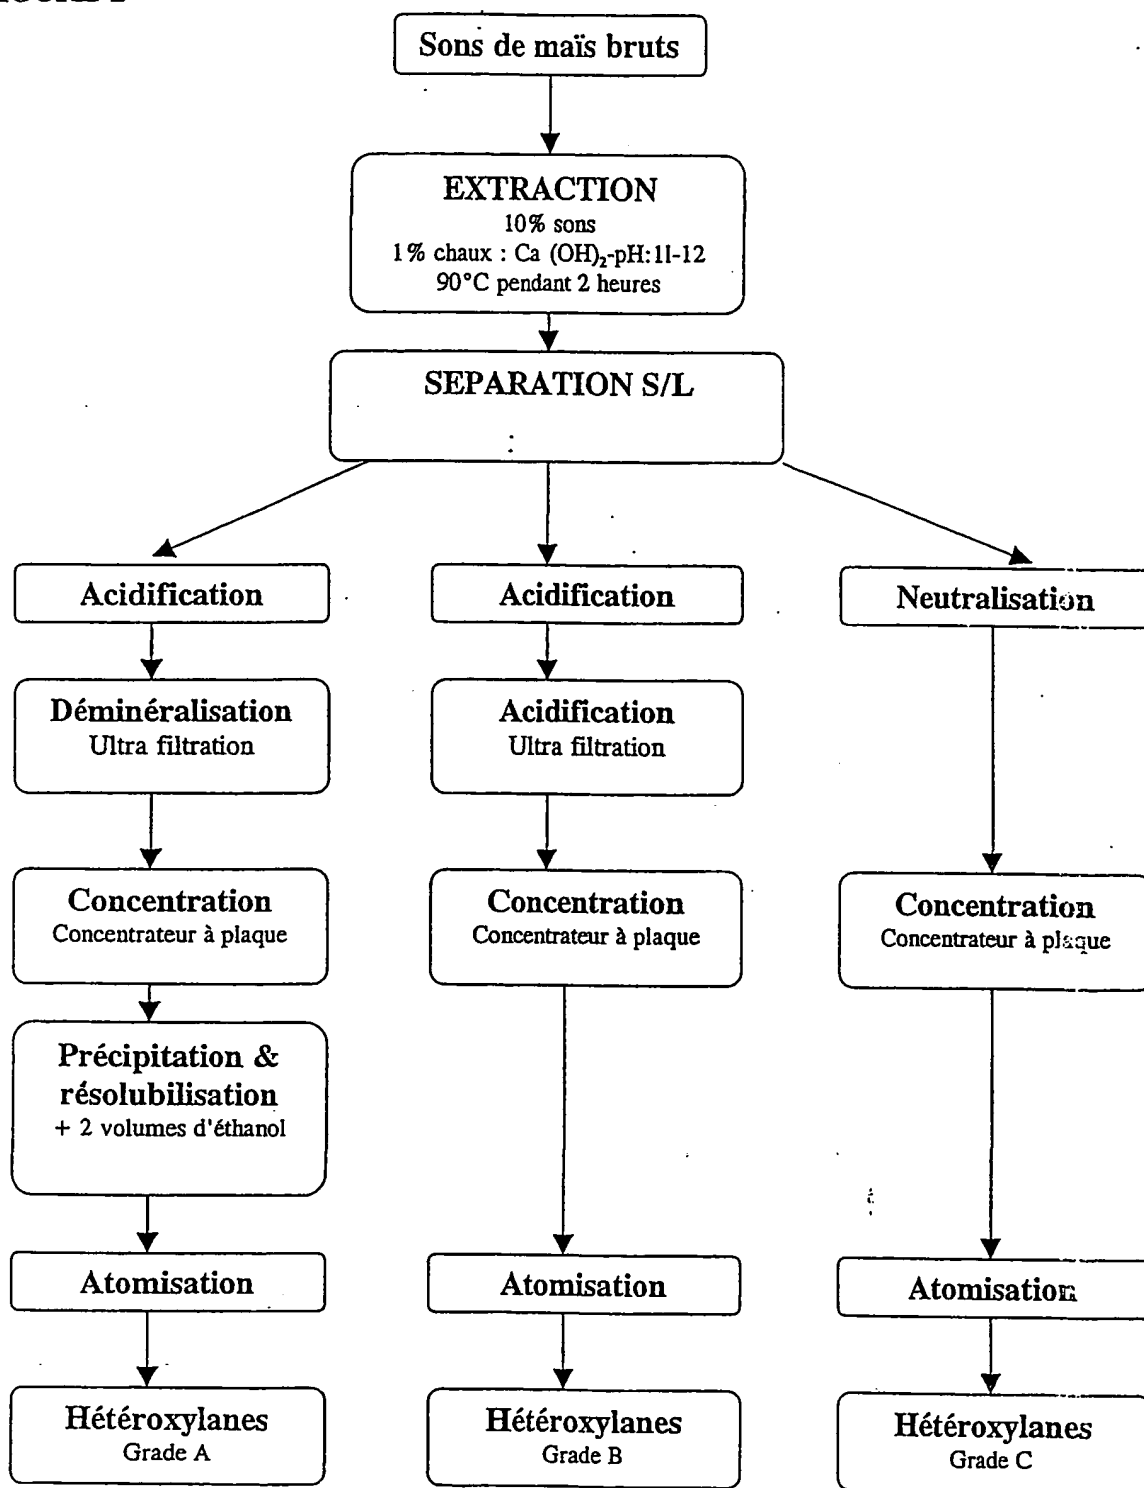 Sons de maïs bruts
EXTRACTION
10% sons
1% chaux : Ca (OH)₂-pH:11-12
90°C pendant 2 heures
SEPARATION S/L
Acidification
Déminéralisation
Ultra filtration
Concentration
Concentrateur à plaque
Précipitation &
résolubilisation
+ 2 volumes d'éthanol
Atomisation
Hétéroxylanes
Grade A
Acidification
Acidification
Ultra filtration
Concentration
Concentrateur à plaque
Atomisation
Hétéroxylanes
Grade B
Neutralisation
Concentration
Concentrateur à plaque
Atomisation
Hétéroxylanes
Grade C